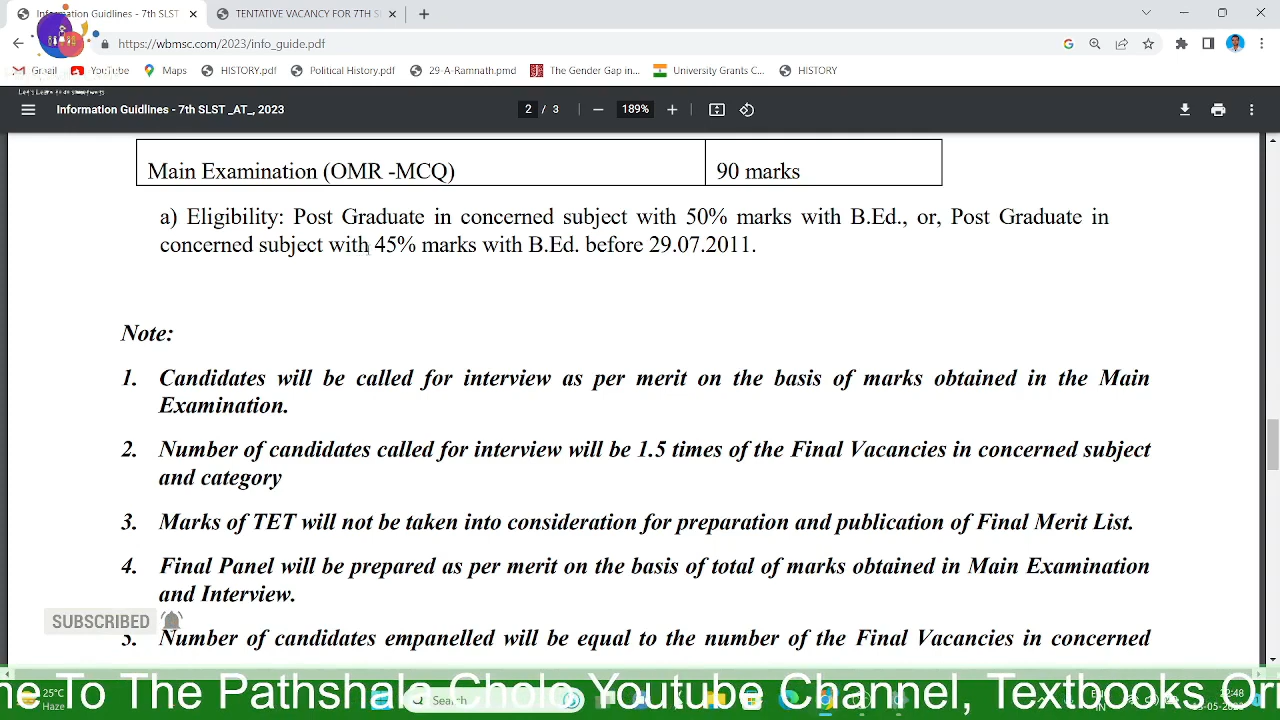 Information Guidlines - 7th SLST
TENTATIVE VACANCY FOR 7TH S
https://wbmsc.com/2023/info_guide.pdf
Gmail YouTube Maps HISTORY.pdf Political History.pdf 29-A-Ramnath.pmd The Gender Gap in... University Grants C... HISTORY
Information Guidlines - 7th SLST _AT_, 2023
2 / 3
189%
Main Examination (OMR -MCQ) 90 marks
a) Eligibility: Post Graduate in concerned subject with 50% marks with B.Ed., or, Post Graduate in
concerned subject with 45% marks with B.Ed. before 29.07.2011.
Note:
1. Candidates will be called for interview as per merit on the basis of marks obtained in the Main
Examination.
2. Number of candidates called for interview will be 1.5 times of the Final Vacancies in concerned subject
and category
3. Marks of TET will not be taken into consideration for preparation and publication of Final Merit List.
4. Final Panel will be prepared as per merit on the basis of total of marks obtained in Main Examination
and Interview.
SUBSCRIBED
5. Number of candidates empanelled will be equal to the number of the Final Vacancies in concerned
ne To The Pathshala Cholo Youtube Channel, Textbooks Or
25°C
Haze
Search
IN
22:48